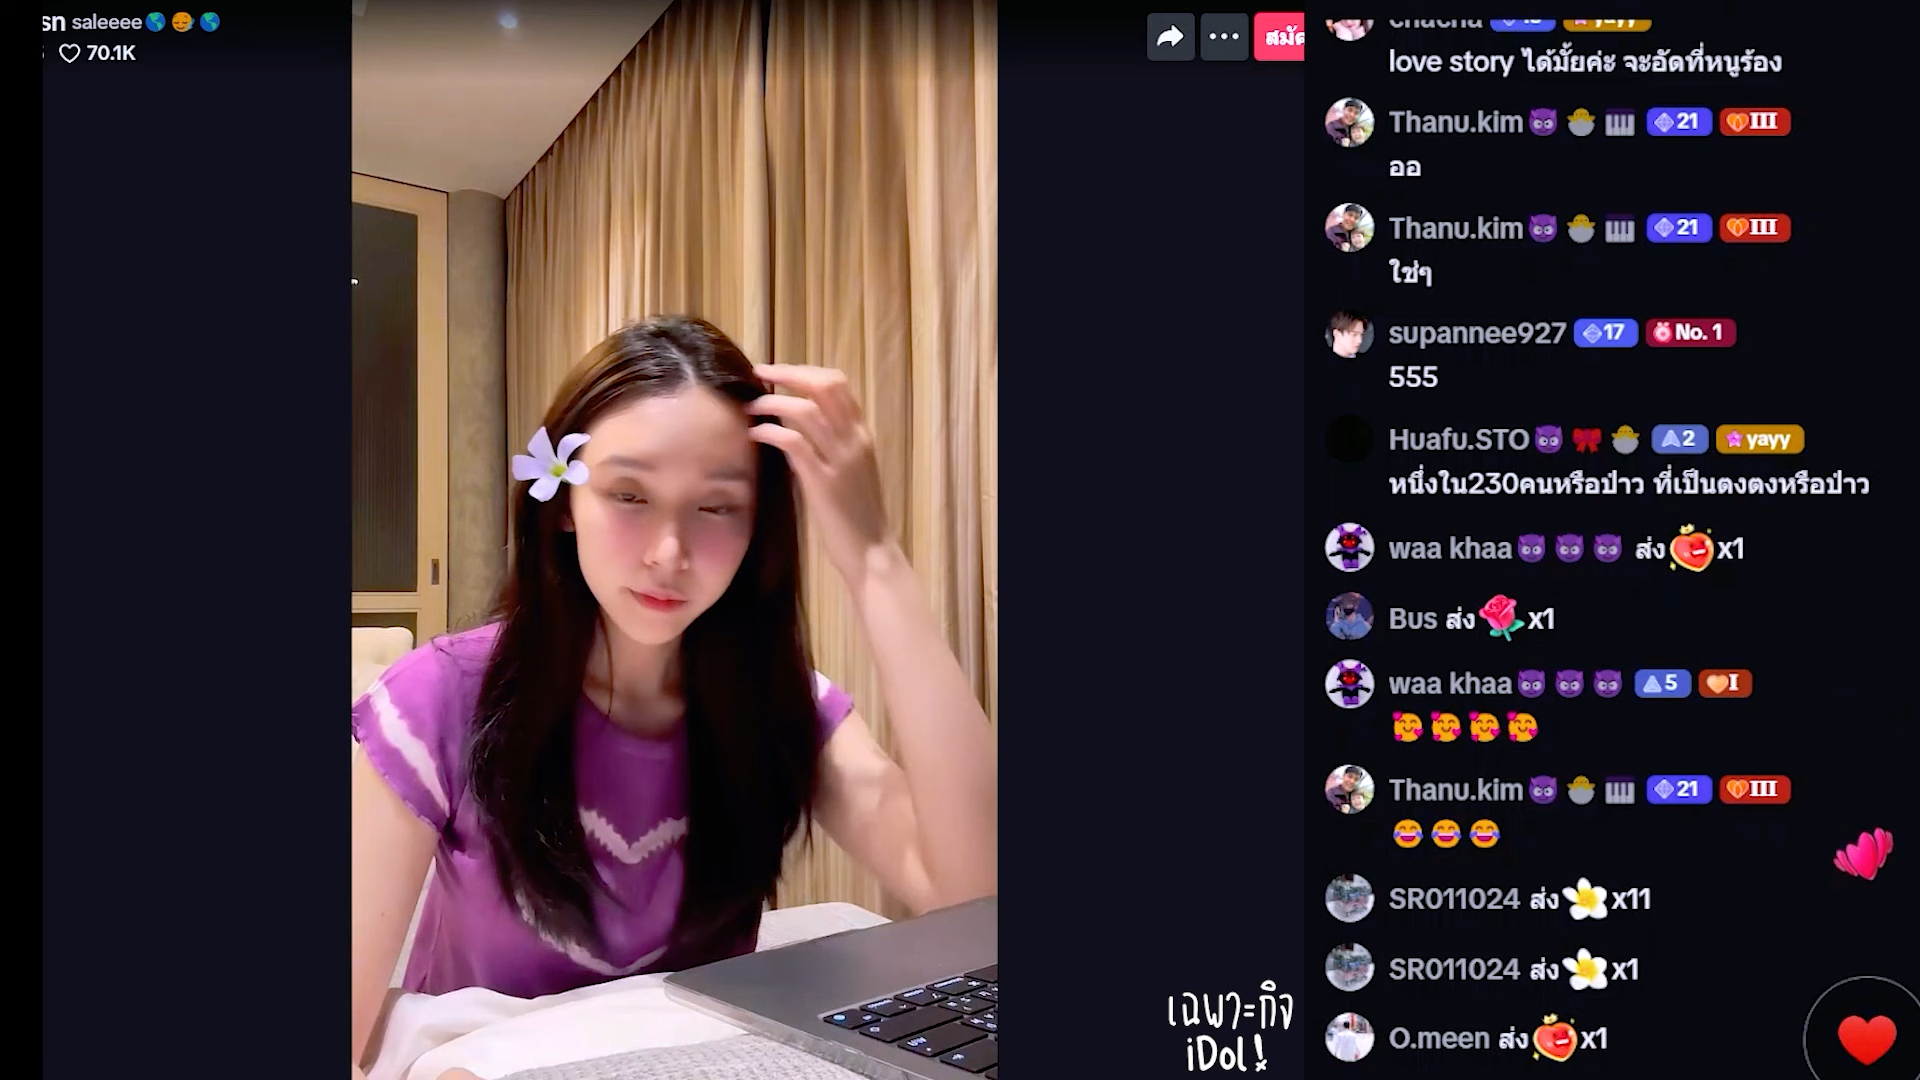 saleeee
70.1K
love story ได้มั้ยค่ะ จะอัดที่หนูร้อง
Thanu.kim 21 III
ออ
Thanu.kim 21 III
ใช่ๆ
supannee927 17 No. 1
555
Huafu.STO 2 yayy
หนึ่งใน230คนหรือป่าว ที่เป็นตงตงหรือป่าว
waa khaa ส่ง x1
Bus ส่ง x1
waa khaa 5 I
Thanu.kim 21 III
SR011024 ส่ง x11
SR011024 ส่ง x1
O.meen ส่ง x1
เฉพาะกิจ
iDol!